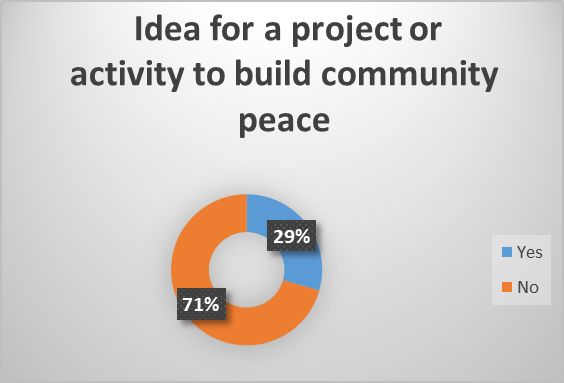 Idea for a project or
activity to build community
peace
29%
71%
Yes
No